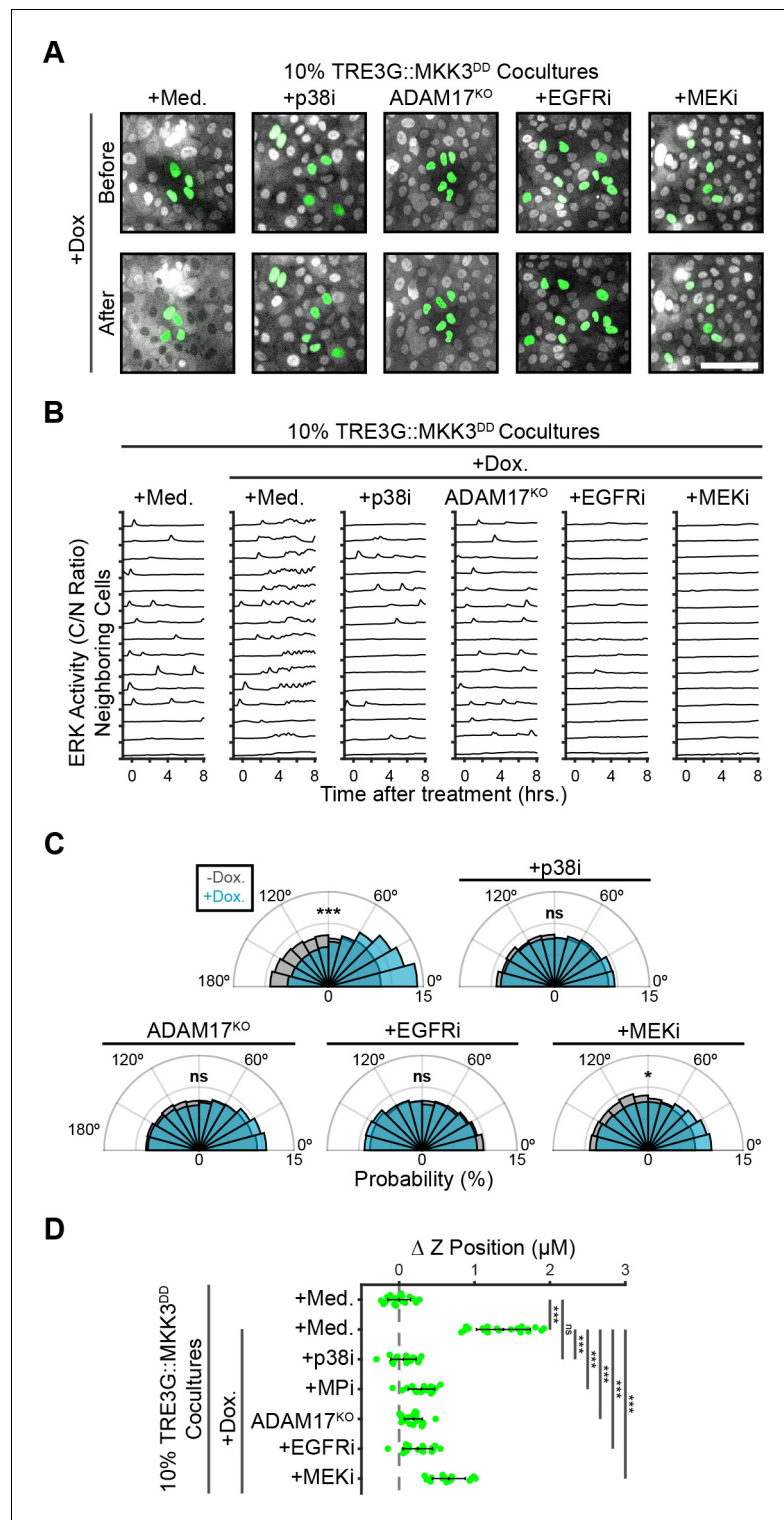 A
10% TRE3G::MKK3DD Cocultures
+Med. +p38i ADAM17KO +EGFRi +MEKi
+Dox
Before
After
B
10% TRE3G::MKK3DD Cocultures
+Dox.
+Med. +Med. +p38i ADAM17KO +EGFRi +MEKi
ERK Activity (C/N Ratio)
Neighboring Cells
0 4 8 0 4 8 0 4 8 0 4 8 0 4 8 0 4 8
Time after treatment (hrs.)
C
-Dox.
+Dox.
+p38i
120º 60º 120º 60º
*** ns
180º 0º 0º
0 15 0 15
ADAM17KO +EGFRi +MEKi
120º 60º 120º 60º 120º 60º
ns ns *
180º 0º 0º 0º
0 15 0 15 0 15
Probability (%)
D
Δ Z Position (µM)
0 1 2 3
10% TRE3G::MKK3DD
Cocultures
+Dox.
+Med.
+Med.
+p38i
+MPi
ADAM17KO
+EGFRi
+MEKi
***
ns
***
***
***
***
***